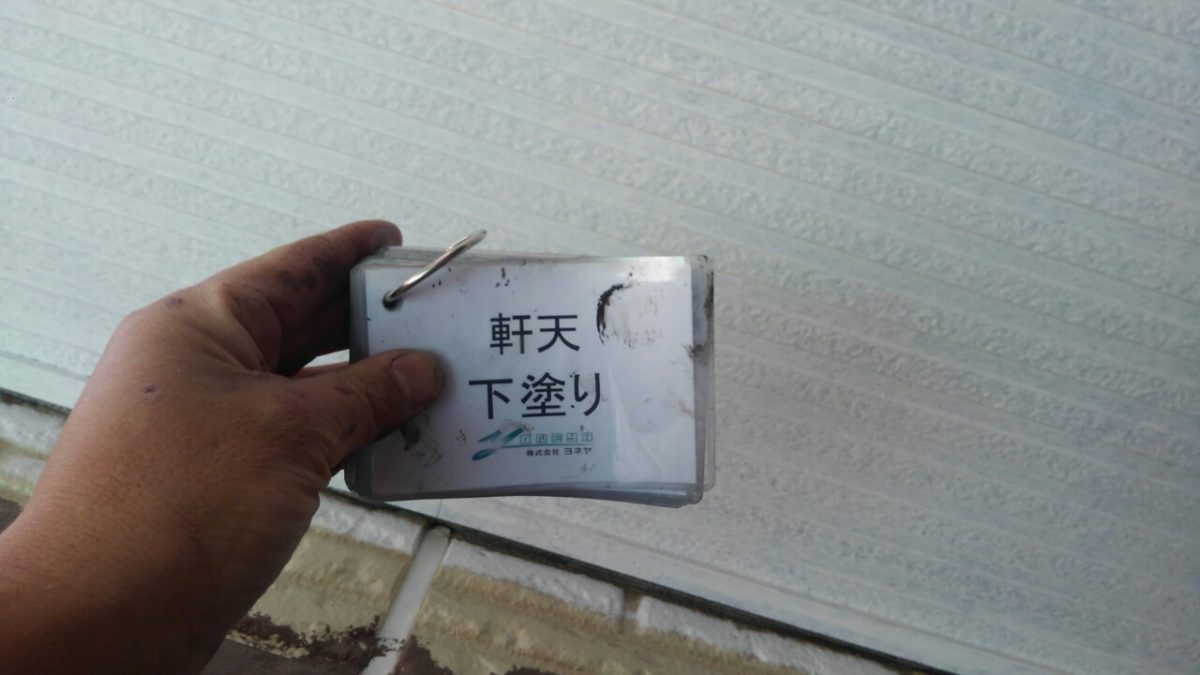 軒天
下塗り
株式会社 ヨネヤ